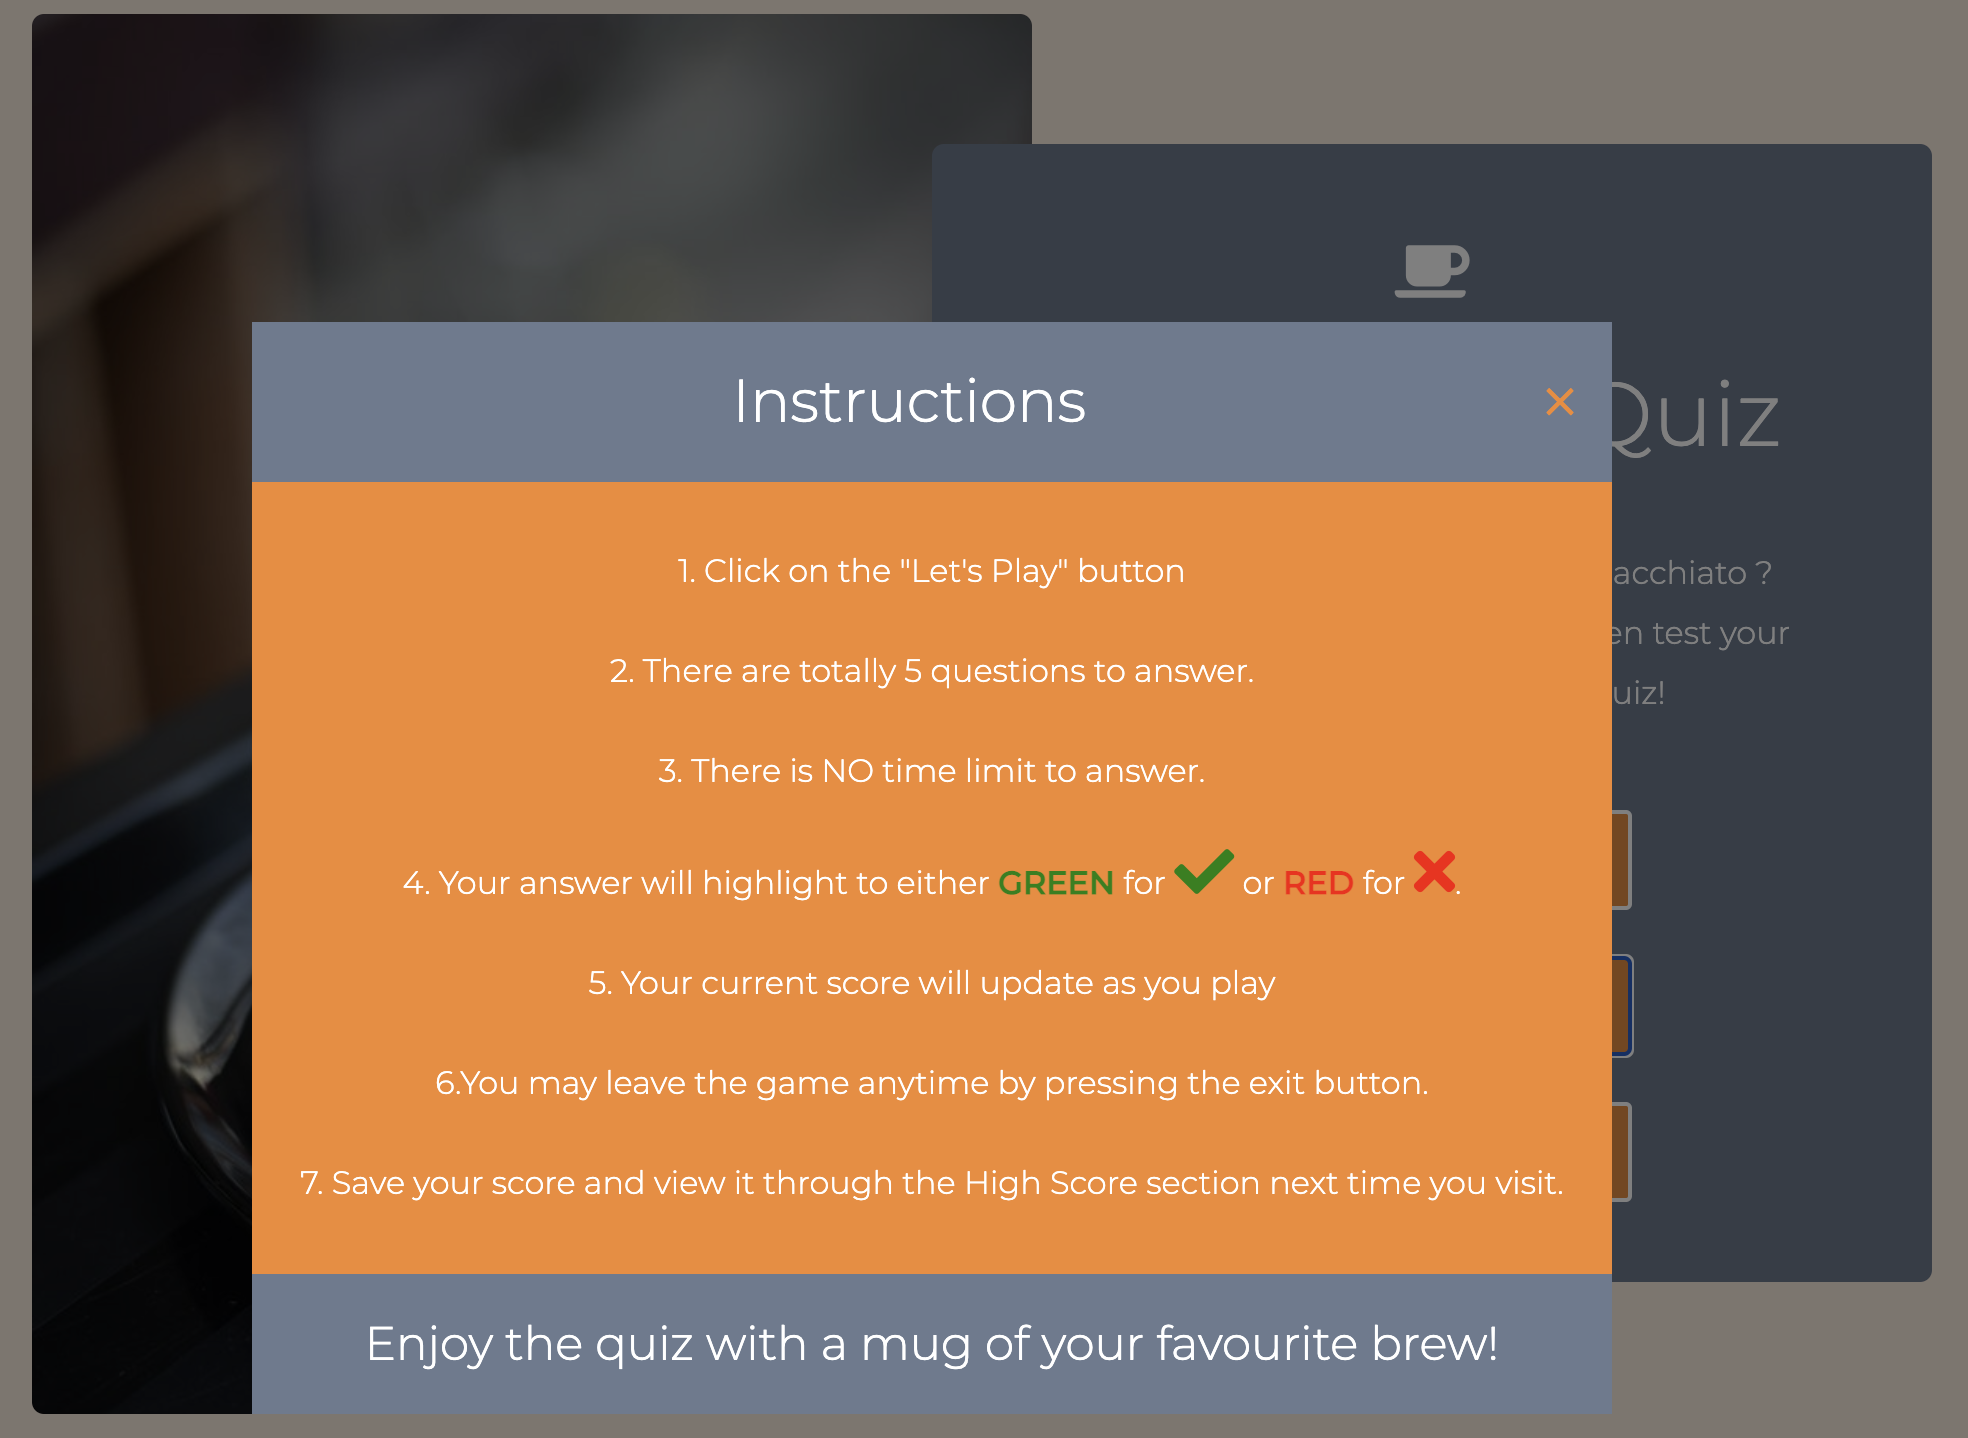 Instructions
×
Quiz
1. Click on the "Let's Play" button
acchiato ?
2. There are totally 5 questions to answer.
en test your
uiz!
3. There is NO time limit to answer.
4. Your answer will highlight to either GREEN for ✔ or RED for ✖.
5. Your current score will update as you play
6.You may leave the game anytime by pressing the exit button.
7. Save your score and view it through the High Score section next time you visit.
Enjoy the quiz with a mug of your favourite brew!